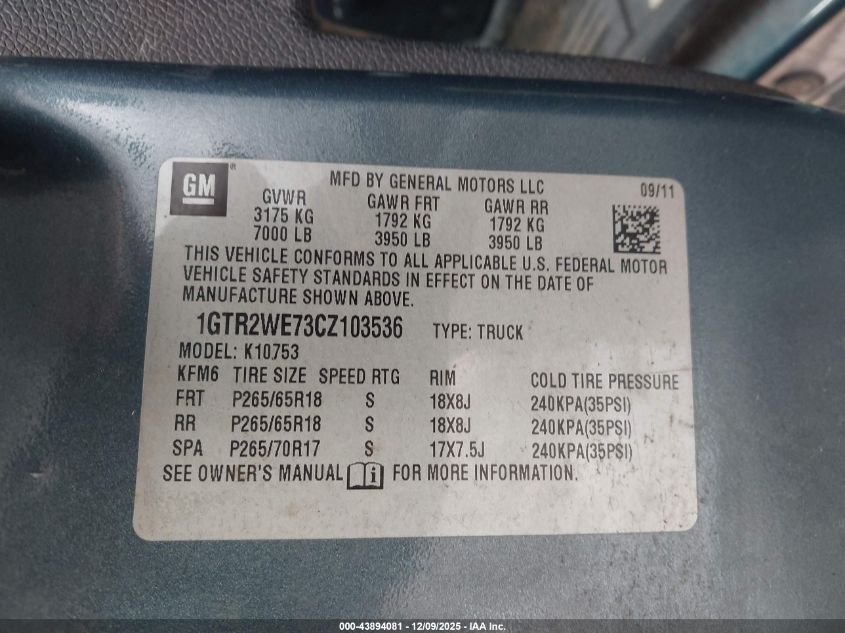 GM
MFD BY GENERAL MOTORS LLC 09/11
GVWR GAWR FRT GAWR RR
3175 KG 1792 KG 1792 KG
7000 LB 3950 LB 3950 LB
THIS VEHICLE CONFORMS TO ALL APPLICABLE U.S. FEDERAL MOTOR
VEHICLE SAFETY STANDARDS IN EFFECT ON THE DATE OF
MANUFACTURE SHOWN ABOVE.
1GTR2WE73CZ103536 TYPE: TRUCK
MODEL: K10753
KFM6 TIRE SIZE SPEED RTG RIM COLD TIRE PRESSURE
FRT P265/65R18 S 18X8J 240KPA(35PSI)
RR P265/65R18 S 18X8J 240KPA(35PSI)
SPA P265/70R17 S 17X7.5J 240KPA(35PSI)
SEE OWNER'S MANUAL FOR MORE INFORMATION.
000-43894081 - 12/09/2025 - IAA Inc.